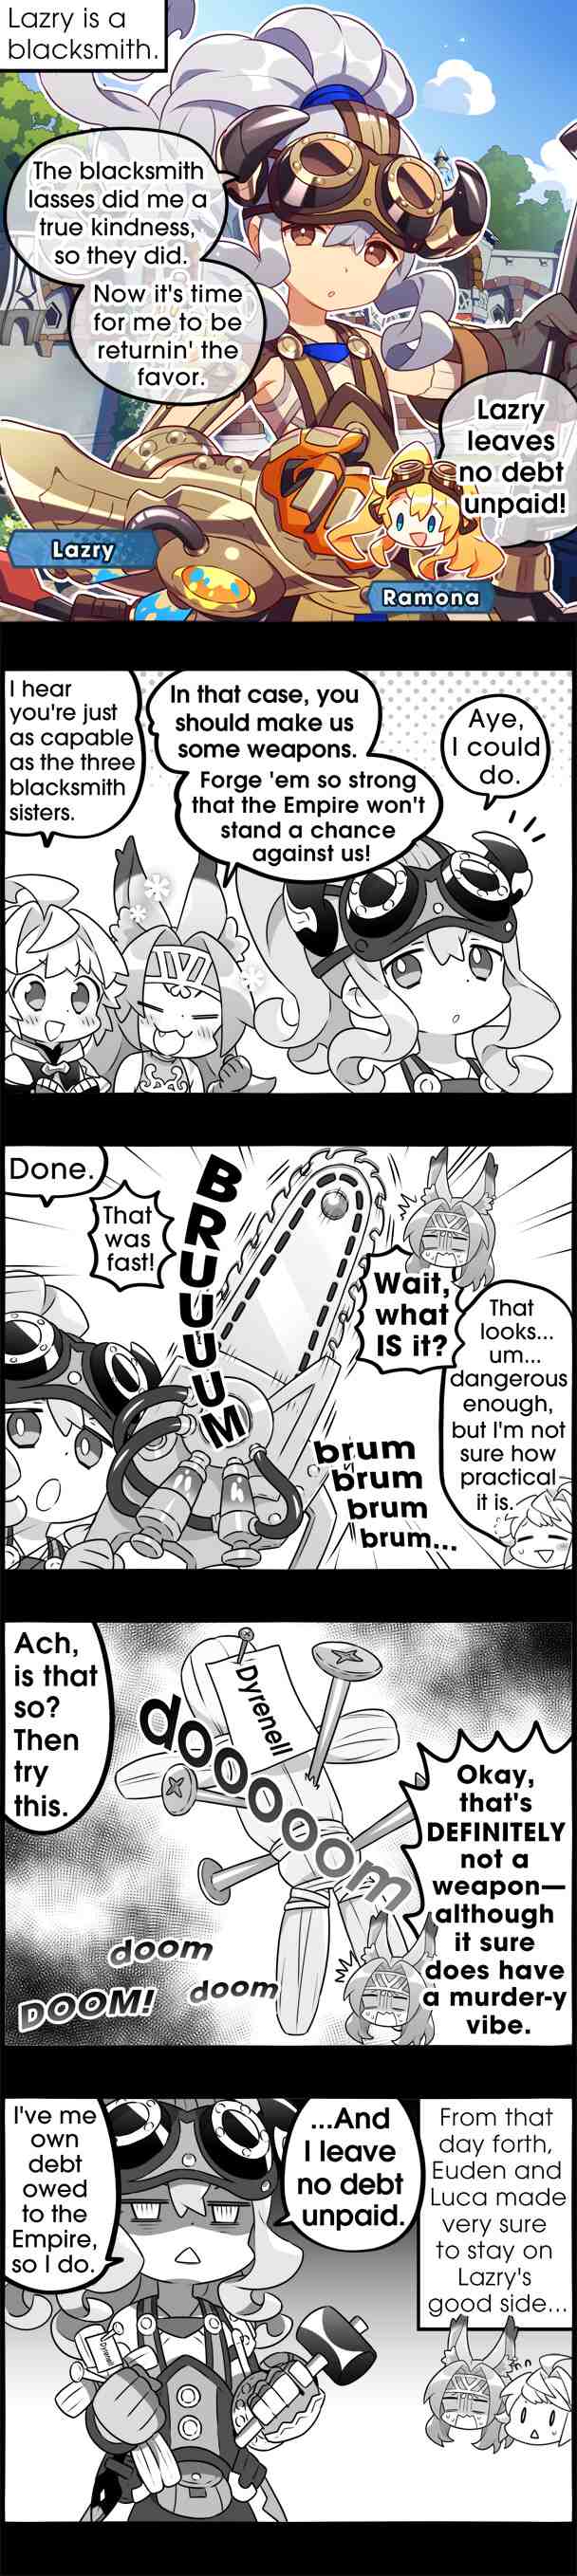 Lazry is a
blacksmith.
The blacksmith
lasses did me a
true kindness,
so they did.
Now it's time
for me to be
returnin' the
favor.
Lazry
leaves
no debt
unpaid!
Lazry
Ramona
I hear
you're just
as capable
as the three
blacksmith
sisters.
In that case, you
should make us
some weapons.
Forge 'em so strong
that the Empire won't
stand a chance
against us!
Aye,
I could
do.
Done.
That
was
fast!
BRUUUUM
Wait,
what
IS it?
That
looks...
um...
dangerous
enough,
but I'm not
sure how
practical
it is.
brum
brum
brum
brum...
Ach,
is that
so?
Then
try
this.
Dyrenell
doooooom
Okay,
that's
DEFINITELY
not a
weapon—
although
it sure
does have
a murder-y
vibe.
doom
doom
DOOM!
I've me
own
debt
owed
to the
Empire,
so I do.
...And
I leave
no debt
unpaid.
Dyrenell
From that
day forth,
Euden and
Luca made
very sure
to stay on
Lazry's
good side...